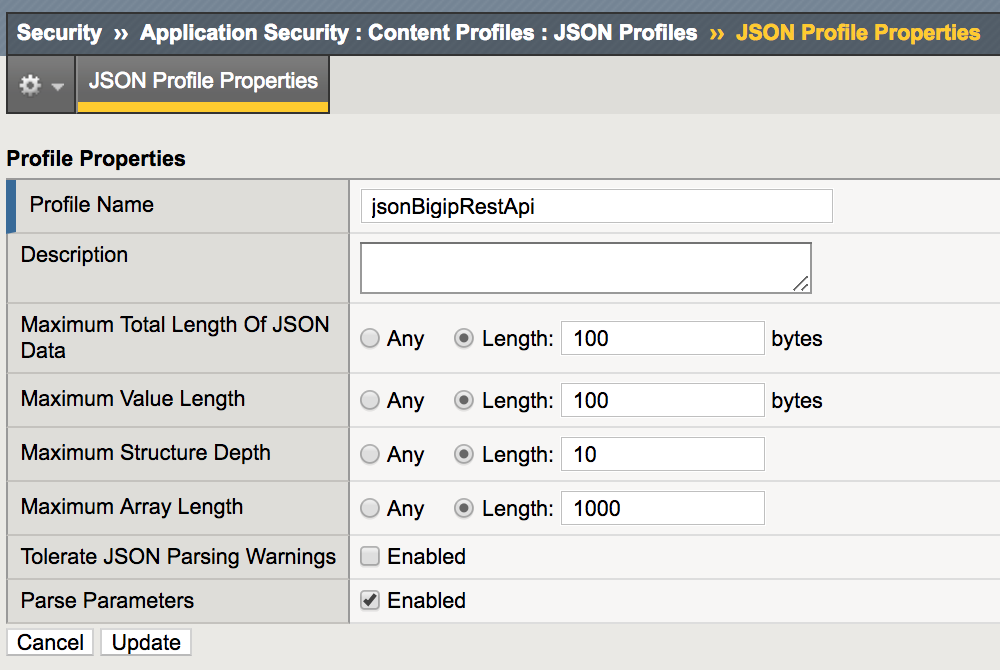 Security » Application Security : Content Profiles : JSON Profiles » JSON Profile Properties
JSON Profile Properties
Profile Properties
Profile Name jsonBigipRestApi
Description
Maximum Total Length Of JSON
Data Any Length: 100 bytes
Maximum Value Length Any Length: 100 bytes
Maximum Structure Depth Any Length: 10
Maximum Array Length Any Length: 1000
Tolerate JSON Parsing Warnings Enabled
Parse Parameters Enabled
Cancel Update